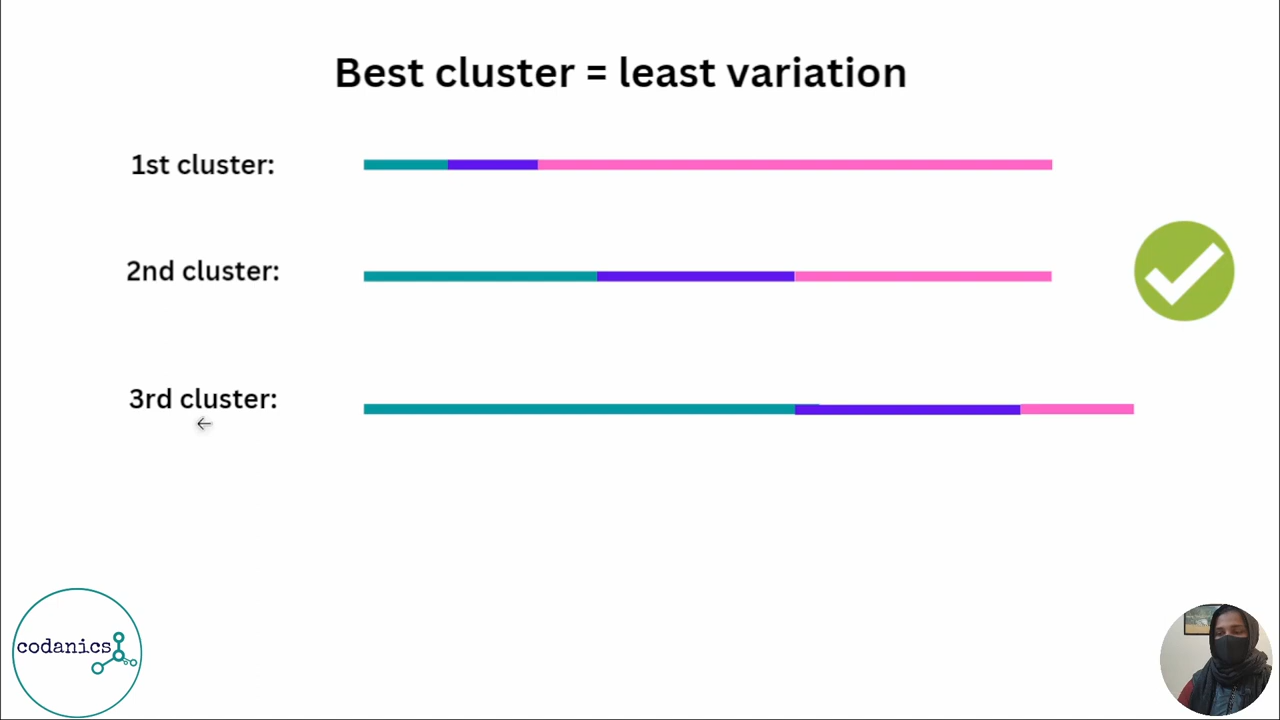 Best cluster = least variation
1st cluster:
2nd cluster:
3rd cluster:
codanics